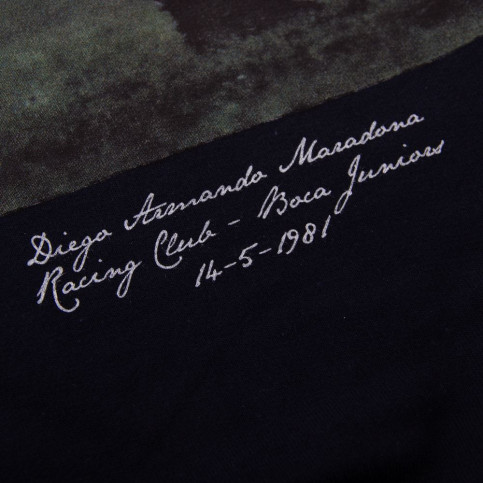 Diego Armando Maradona
Racing Club - Boca Juniors
14-5-1981